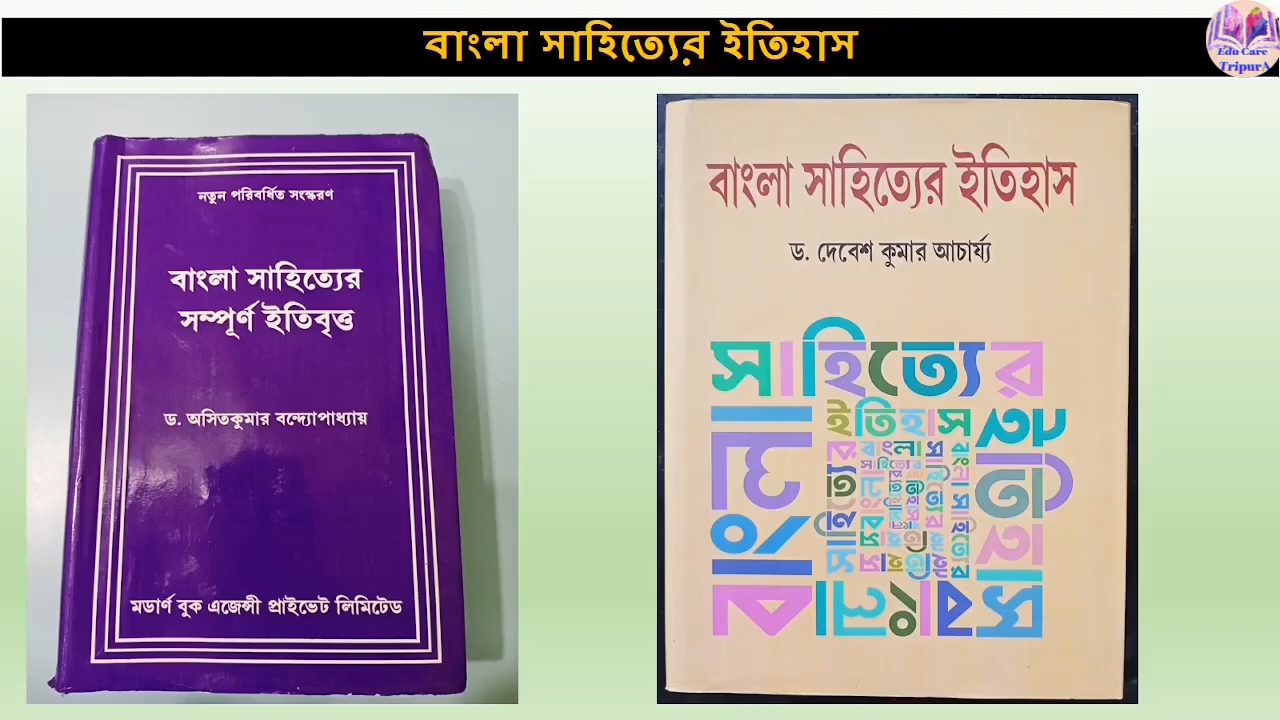 বাংলা সাহিত্যের ইতিহাস
Edu Care
TripurA
নতুন পরিবর্ধিত সংস্করণ
বাংলা সাহিত্যের
সম্পূর্ণ ইতিবৃত্ত
ড. অসিতকুমার বন্দ্যোপাধ্যায়
মডার্ণ বুক এজেন্সী প্রাইভেট লিমিটেড
বাংলা সাহিত্যের ইতিহাস
ড. দেবেশ কুমার আচার্য্য
সাহিত্যের
ইতিহাস
বাংলা
ইতিহাস
সাহিত্যের
বাংলা
বাংলা সাহিত্যের